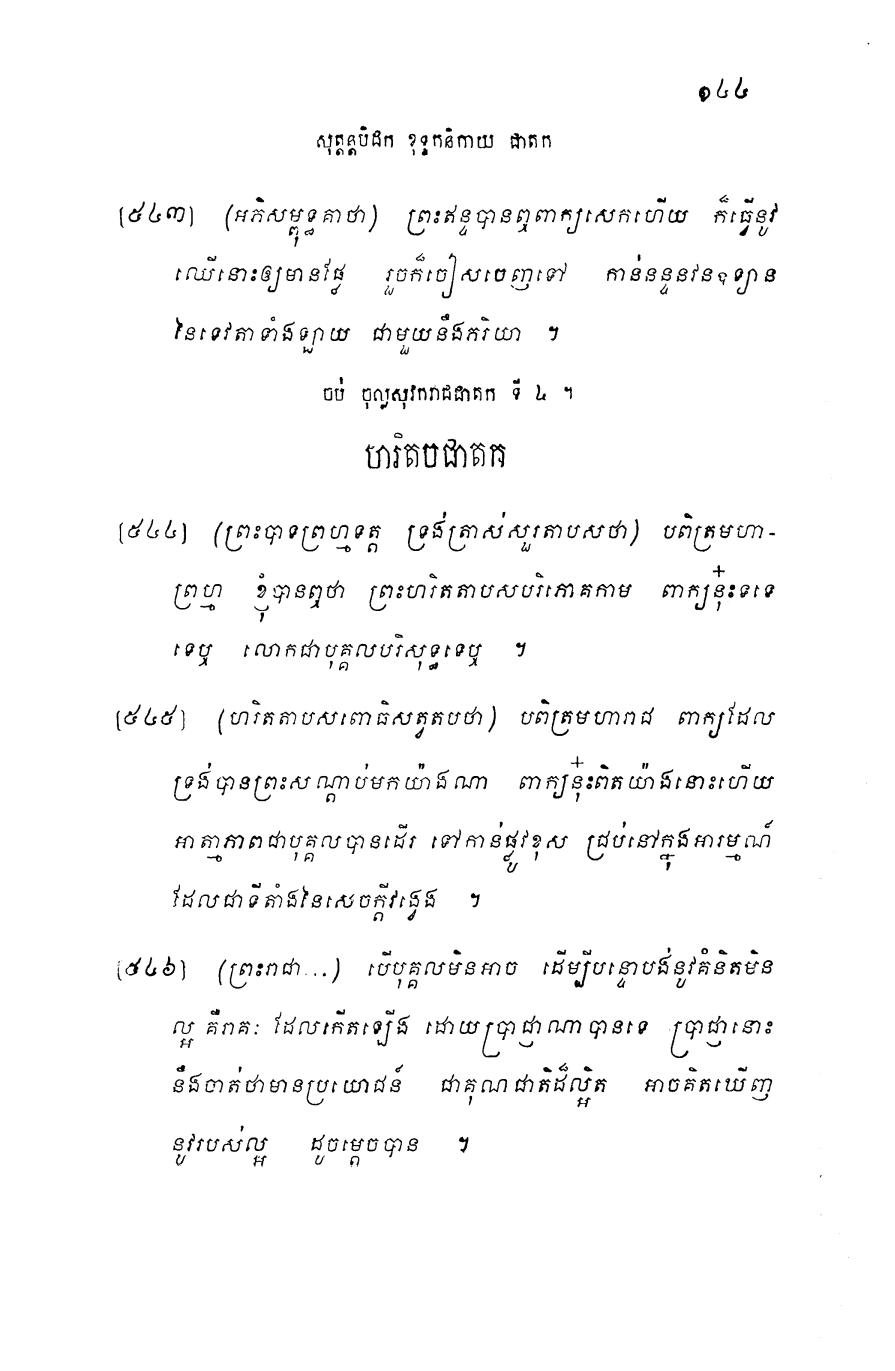 ១៤៤
សុត្តន្តបិដក ខុទ្ទកនិកាយ ជាតក
[៥៤៣] (អភិសម្ពុទ្ធគាថា) ព្រះឥន្ទបានឮពាក្យសេកហើយ ក៏ធ្វើនូវ
ឈើនោះឲ្យមានផ្លែ រួចក៏ចៀសចេញទៅ កាន់នន្ទនវនឧទ្យាន
នៃទេវតាទាំងឡាយ ជាមួយនឹងភរិយា ។
ចប់ ចុល្លសុវករាជជាតក ទី ៤ ។
ហរិតចជាតក
[៥៤៤] (ព្រះបាទព្រហ្មទត្ត ទ្រង់ត្រាស់សួរតាបសថា) បពិត្រមហា-
ព្រហ្ម ខ្ញុំបានឮថា ព្រះហរិតតាបសបរិភោគកាម ពាក្យនុ៎ះទទេ
ទេឬ លោកជាបុគ្គលបរិសុទ្ធទេឬ ។
[៥៤៥] (ហរិតតាបសពោធិសត្វតបថា) បពិត្រមហារាជ ពាក្យដែល
ទ្រង់បានព្រះសណ្តាប់មកយ៉ាងណា ពាក្យនុ៎ះពិតយ៉ាងនោះហើយ
អាត្មាភាពជាបុគ្គលបានដើរ ទៅកាន់ផ្លូវខុស ជ្រប់នៅក្នុងអារម្មណ៍
ដែលជាទីតាំងនៃសេចក្តីវង្វេង ។
[៥៤៦] (ព្រះរាជា...) បើបុគ្គលមិនអាច ដើម្បីបន្ទោបង់នូវគំនិតមិន
ល្អ គឺរាគៈ ដែលកើតឡើង ដោយប្រាជ្ញាណាបានទេ ប្រាជ្ញានោះ
នឹងចាត់ថាមានប្រយោជន៍ ជាគុណជាតិដ៏ល្អិត អាចគិតឃើញ
នូវរបស់ល្អ ដូចម្តេចបាន ។